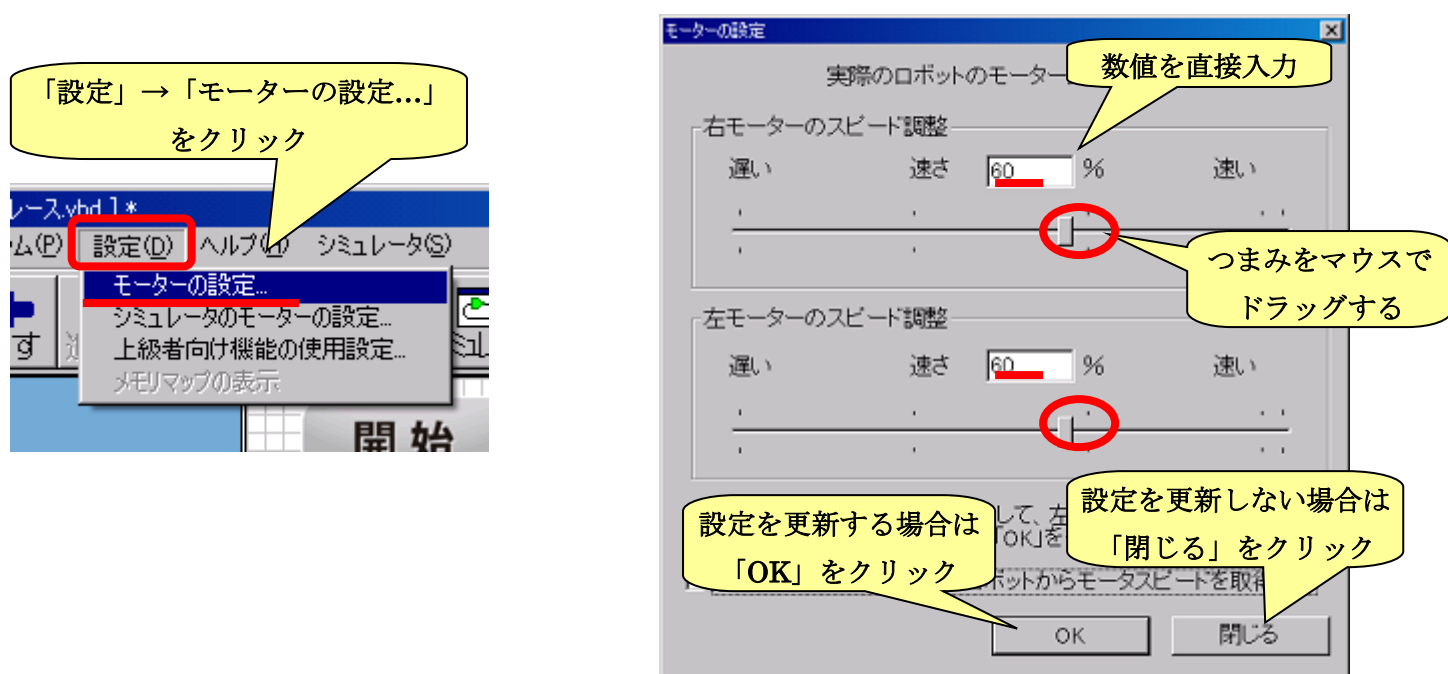 「設定」→「モーターの設定...」
をクリック
レース.vbd ] *
ム(P) 設定(D) ヘルプ シミュレータ(S)
モーターの設定...
シミュレータのモーターの設定...
上級者向け機能の使用設定...
メモリマップの表示
す
開始
モーターの設定
数値を直接入力
実際のロボットのモーター
右モーターのスピード調整
遅い 速さ 60 % 速い
つまみをマウスで
ドラッグする
左モーターのスピード調整
遅い 速さ 60 % 速い
設定を更新する場合は
「OK」をクリック
設定を更新しない場合は
「閉じる」をクリック
して、左
「OK」を
ボットからモータスピードを取得
OK 閉じる